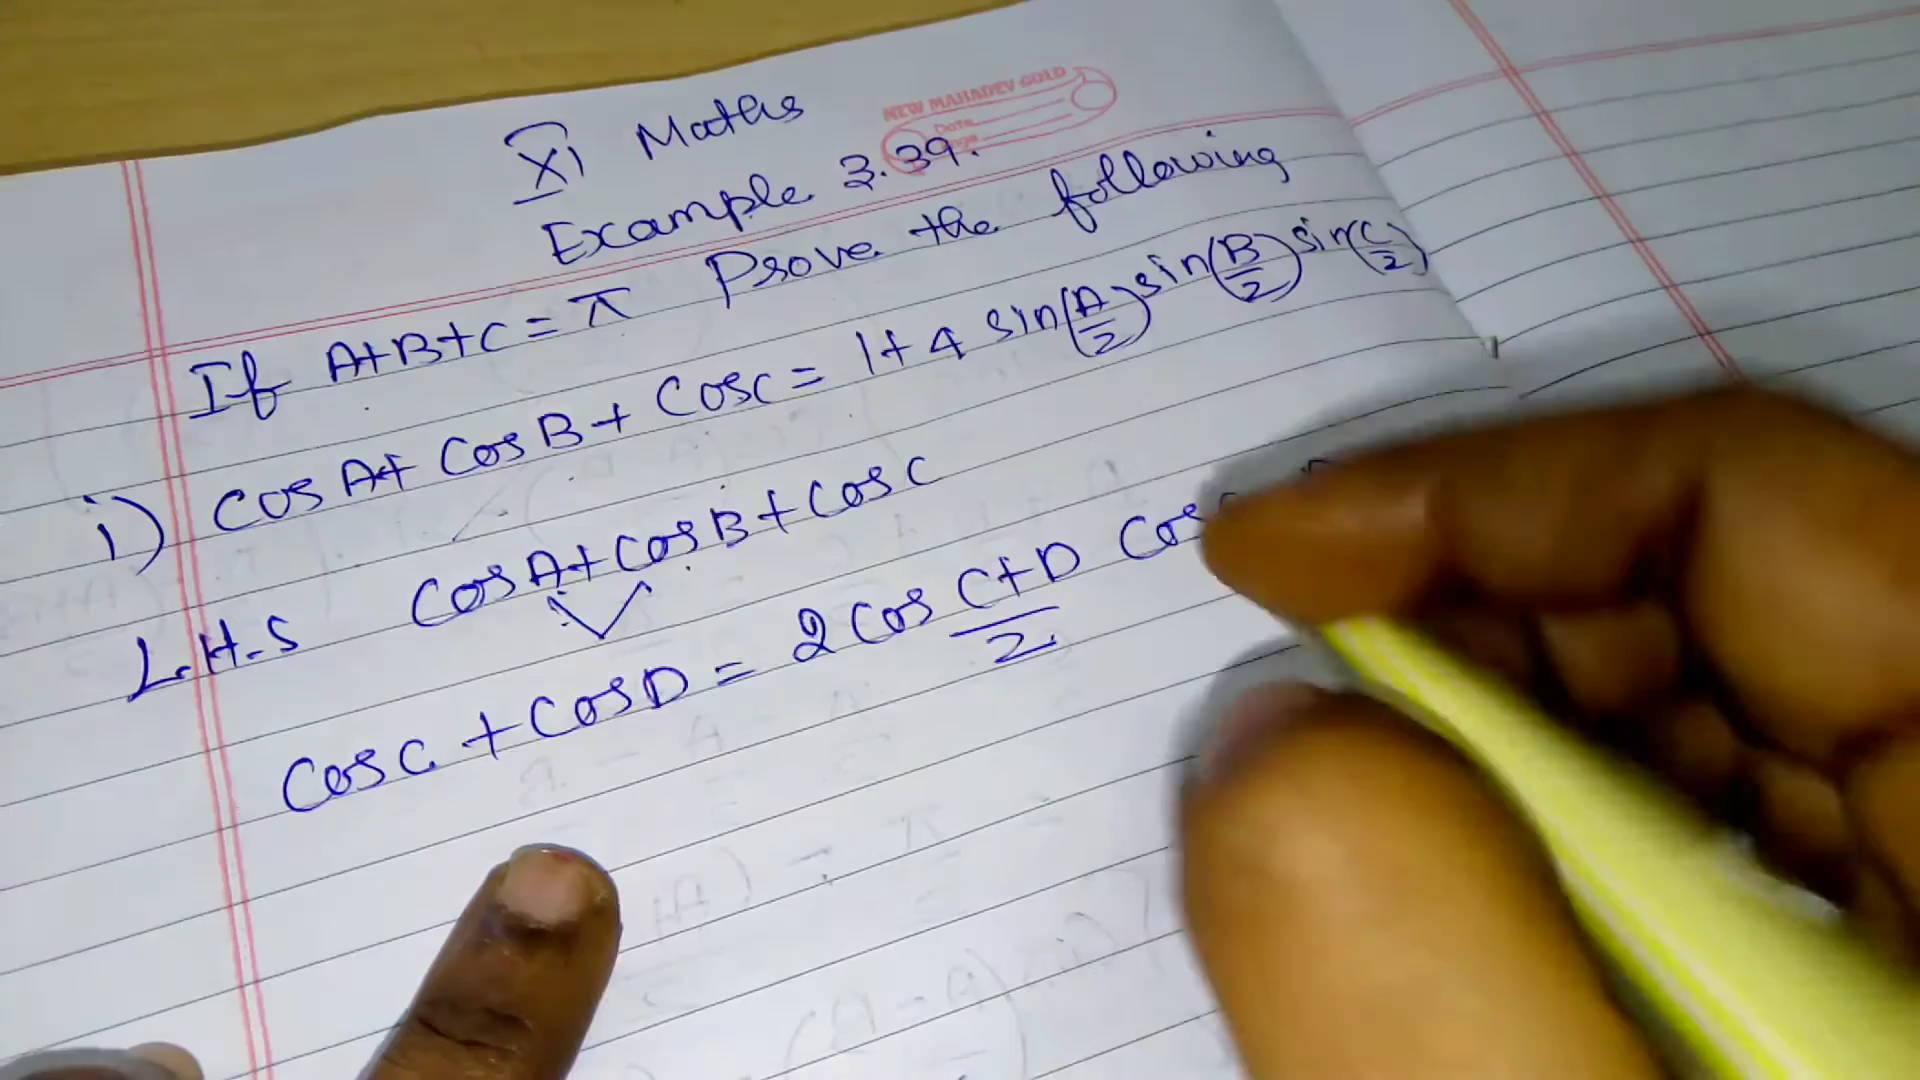 XI Maths
NEW MAHADEV GOLD
Date
Example 3.39.
If A+B+C = π Prove the following
i) cos A+ cos B + cos C = 1+4 sin(A/2) sin(B/2) sin(C/2)
L.H.S cos A + cos B + cos C
cos C + cos D = 2 cos C+D/2 cos